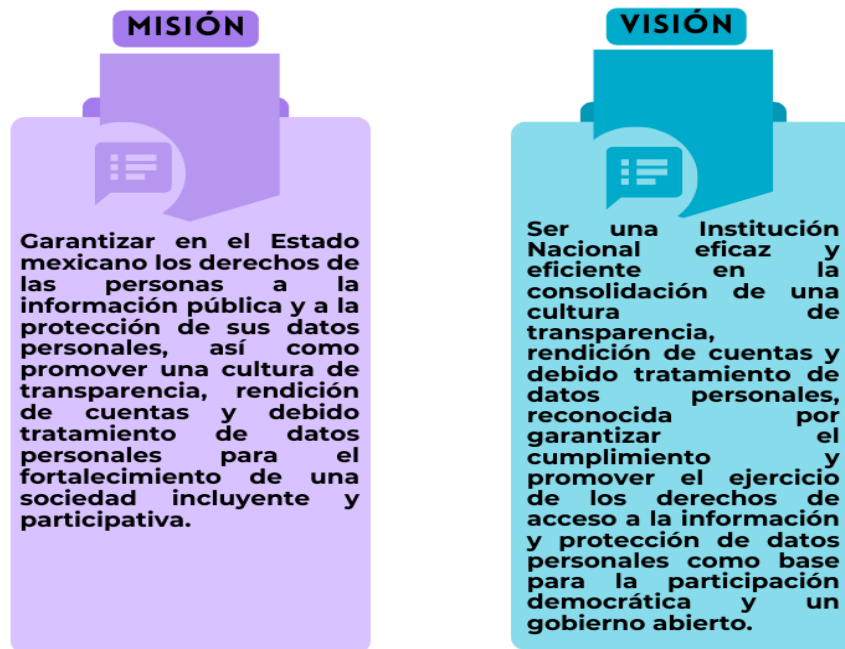 MISIÓN
Garantizar en el Estado
mexicano los derechos de
las personas a la
información pública y a la
protección de sus datos
personales, así como
promover una cultura de
transparencia, rendición
de cuentas y debido
tratamiento de datos
personales para el
fortalecimiento de una
sociedad incluyente y
participativa.
VISIÓN
Ser una Institución
Nacional eficaz y
eficiente en la
consolidación de una
cultura de
transparencia,
rendición de cuentas y
debido tratamiento de
datos personales,
reconocida por
garantizar el
cumplimiento y
promover el ejercicio
de los derechos de
acceso a la información
y protección de datos
personales como base
para la participación
democrática y un
gobierno abierto.